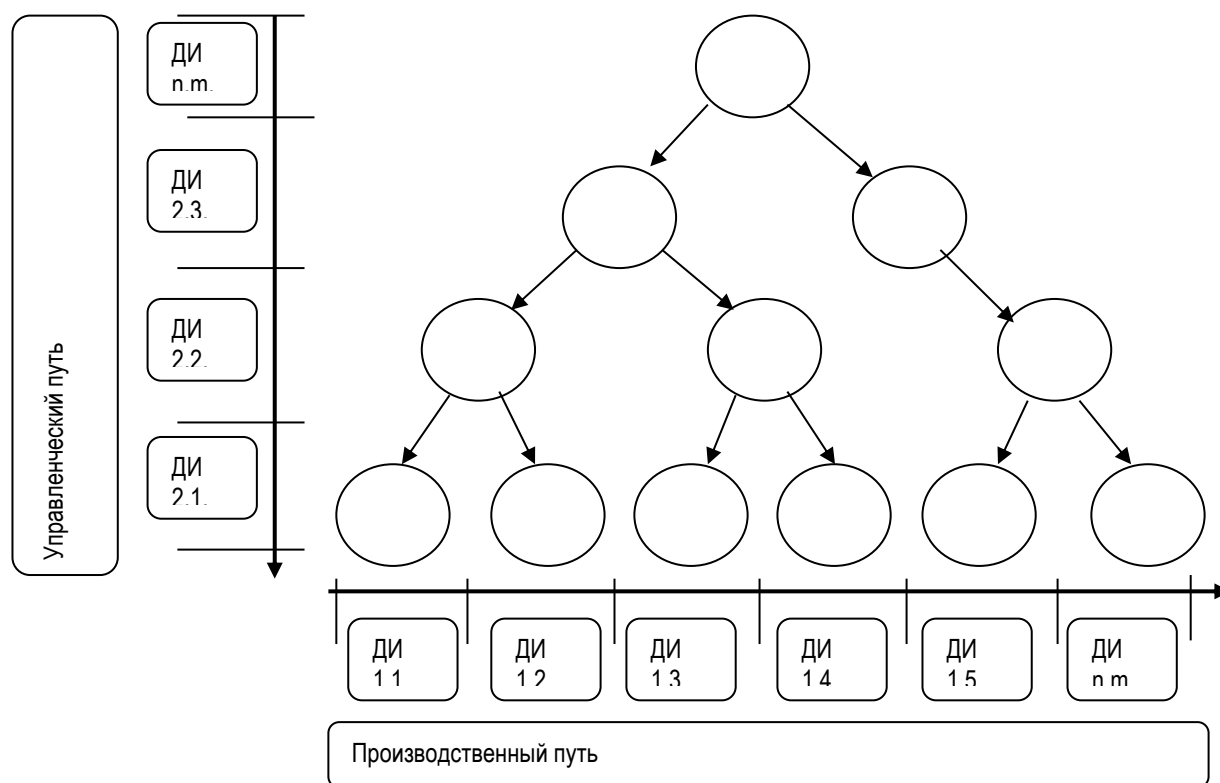 ДИ
n.m.
ДИ
2.3.
ДИ
2.2.
ДИ
2.1.
Управленческий путь
ДИ
1.1
ДИ
1.2
ДИ
1.3
ДИ
1.4
ДИ
1.5
ДИ
n.m
Производственный путь